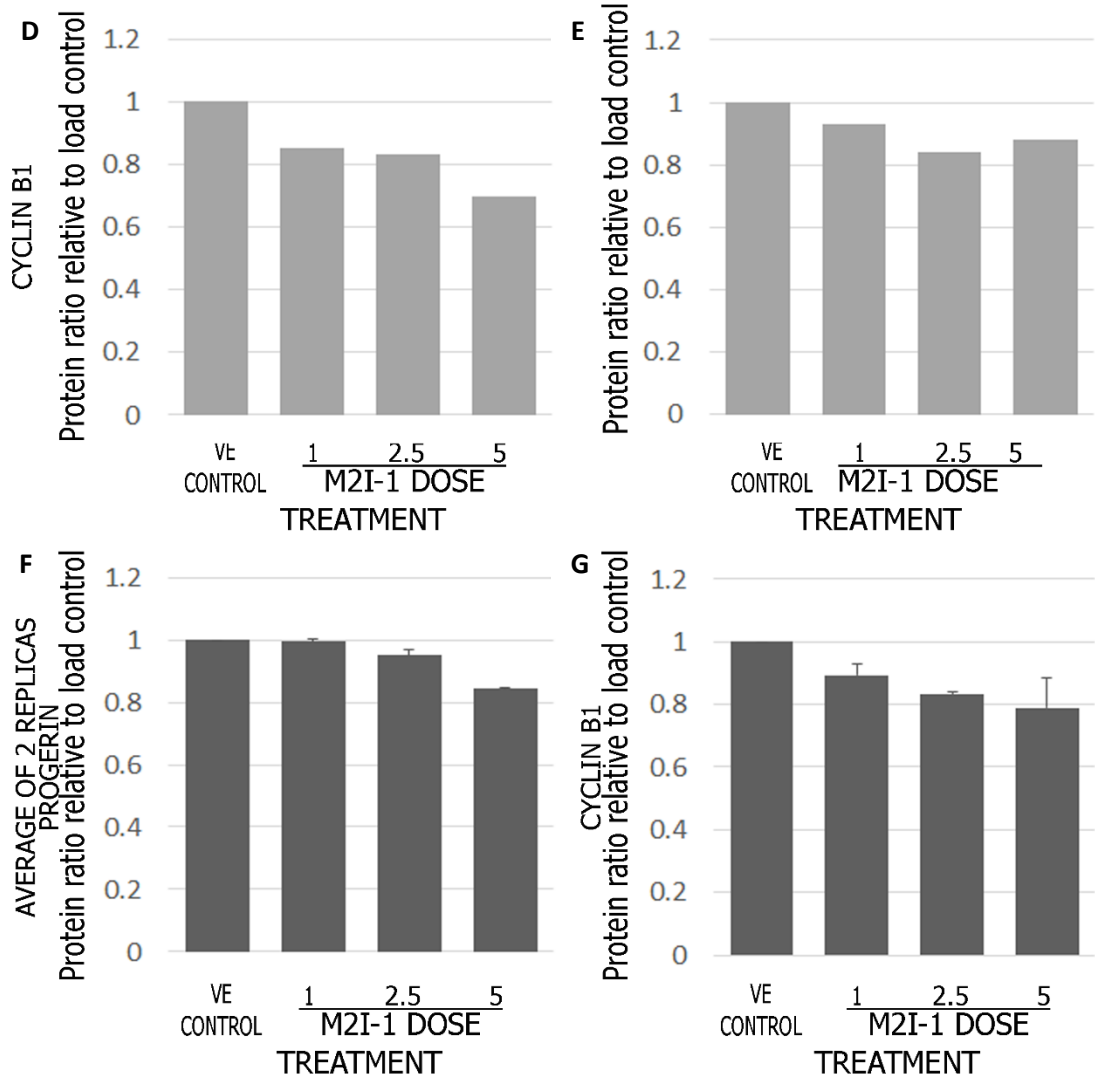 D
CYCLIN B1
Protein ratio relative to load control
1.2
1
0.8
0.6
0.4
0.2
0
VE
CONTROL
1 2.5 5
M2I-1 DOSE
TREATMENT
E
Protein ratio relative to load control
1.2
1
0.8
0.6
0.4
0.2
0
VE
CONTROL
1 2.5 5
M2I-1 DOSE
TREATMENT
F
AVERAGE OF 2 REPLICAS
PROGERIN
Protein ratio relative to load control
1.2
1
0.8
0.6
0.4
0.2
0
VE
CONTROL
1 2.5 5
M2I-1 DOSE
TREATMENT
G
CYCLIN B1
Protein ratio relative to load control
1.2
1
0.8
0.6
0.4
0.2
0
VE
CONTROL
1 2.5 5
M2I-1 DOSE
TREATMENT